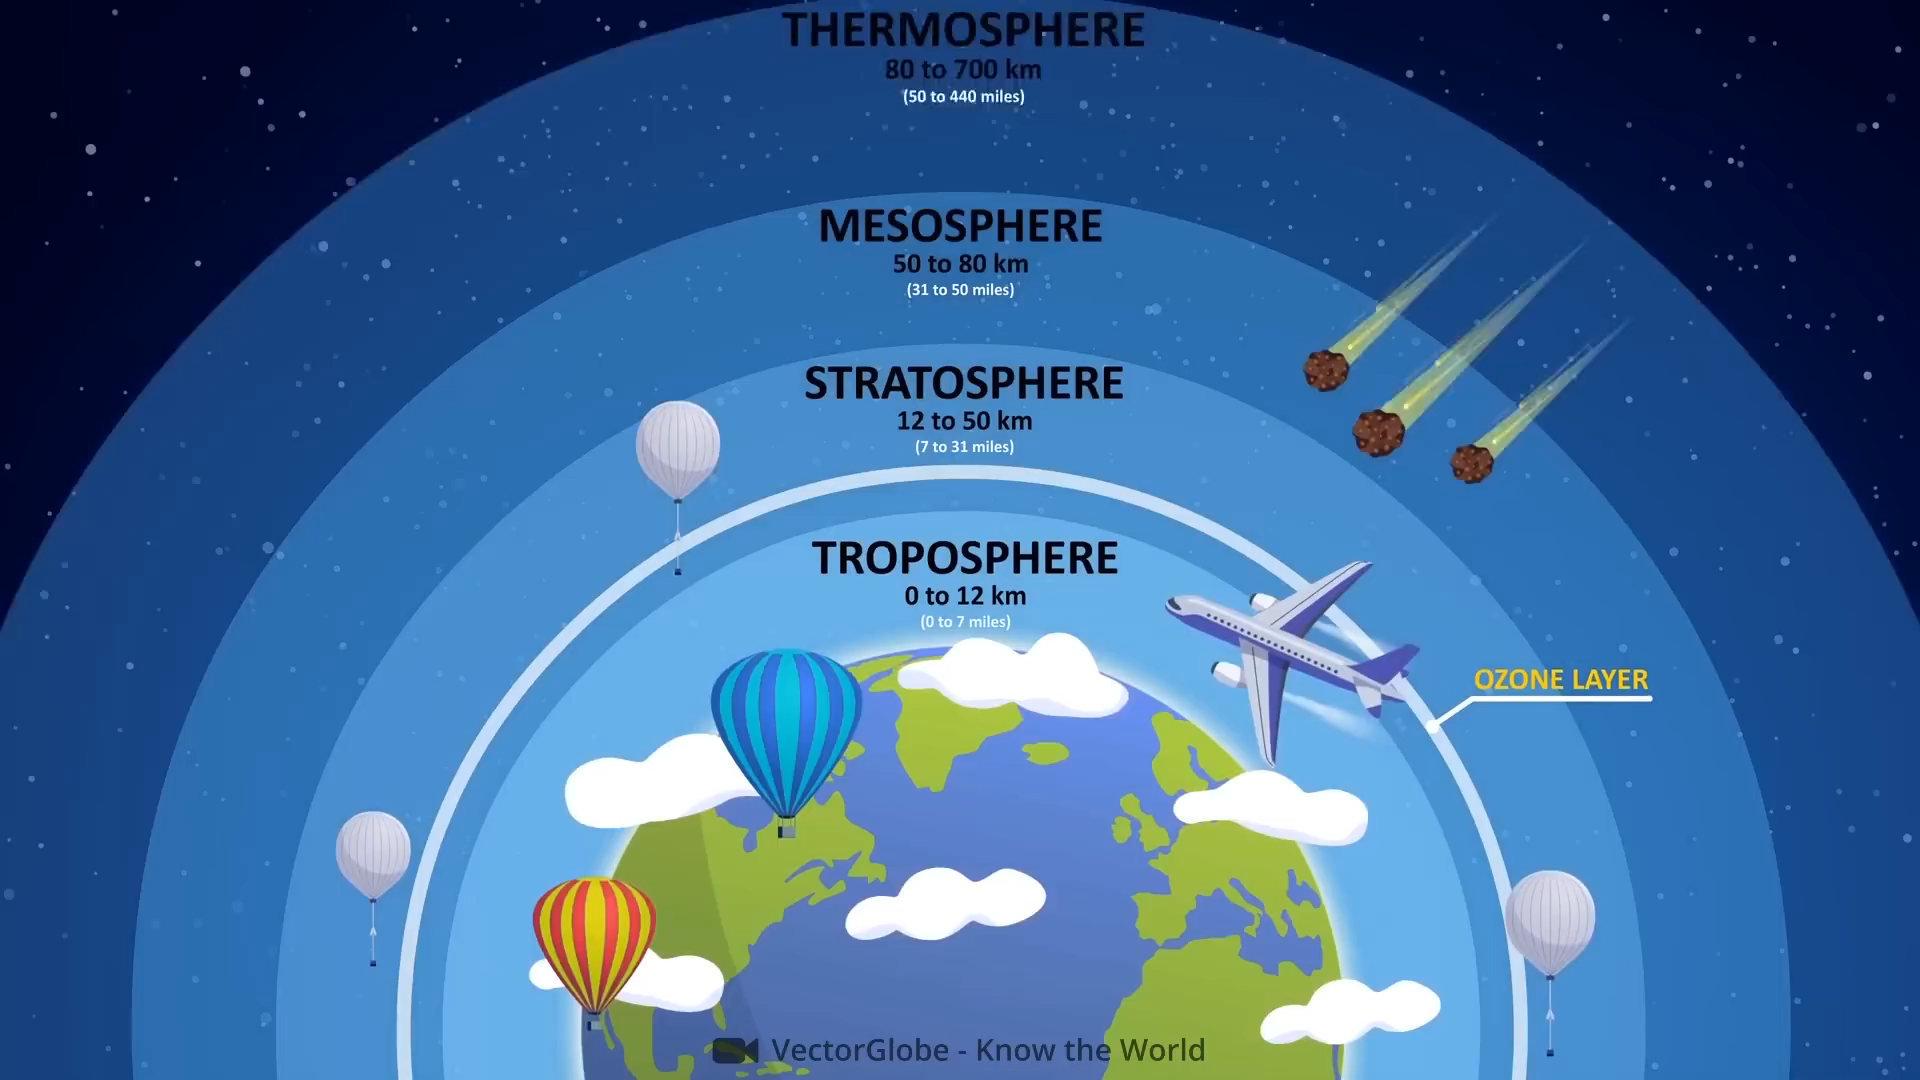 THERMOSPHERE
80 to 700 km
(50 to 440 miles)
MESOSPHERE
50 to 80 km
(31 to 50 miles)
STRATOSPHERE
12 to 50 km
(7 to 31 miles)
TROPOSPHERE
0 to 12 km
(0 to 7 miles)
OZONE LAYER
VectorGlobe - Know the World